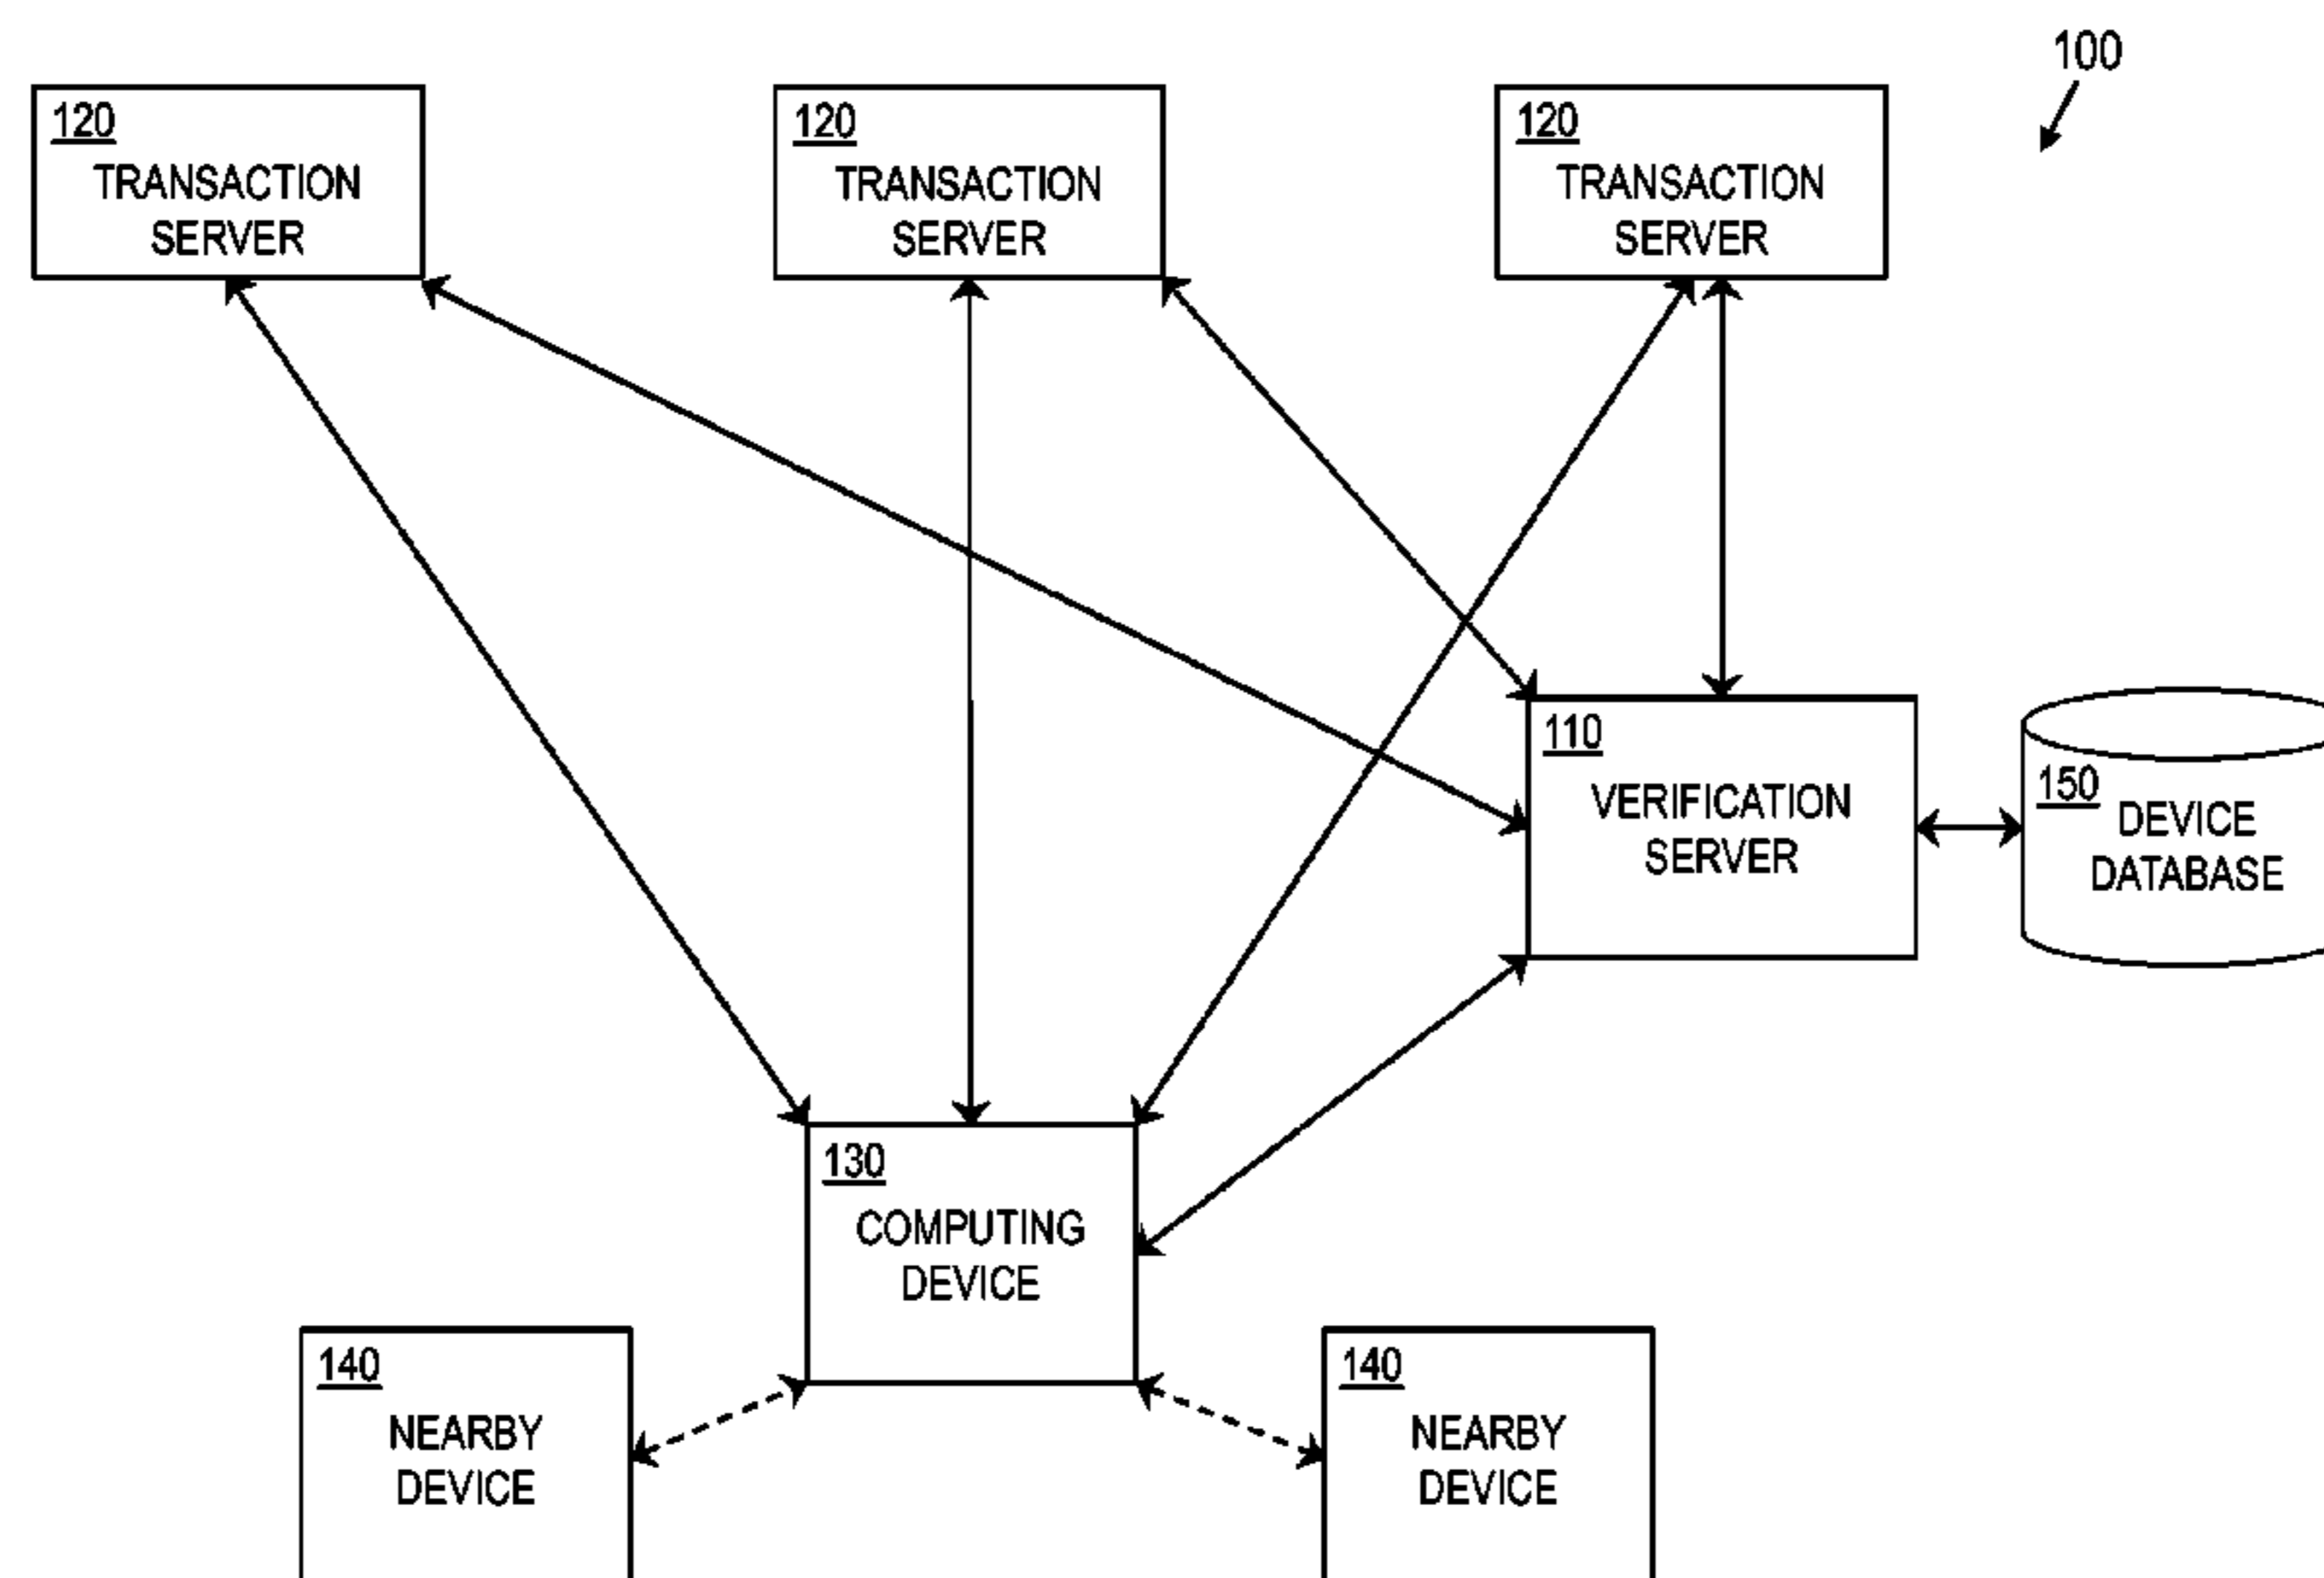 100
120
TRANSACTION
SERVER
120
TRANSACTION
SERVER
120
TRANSACTION
SERVER
110
VERIFICATION
SERVER
150
DEVICE
DATABASE
130
COMPUTING
DEVICE
140
NEARBY
DEVICE
140
NEARBY
DEVICE